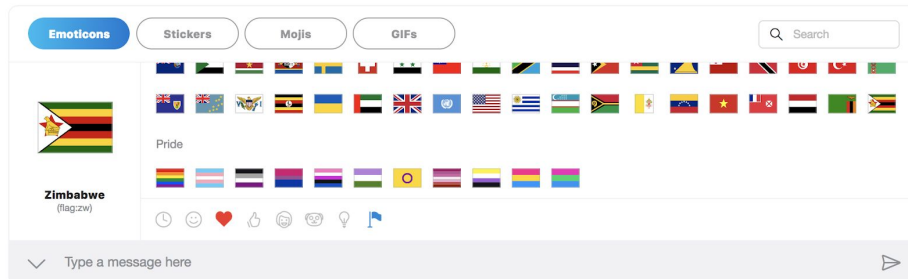 Emoticons
Stickers
Mojis
GIFs
Search
Pride
Zimbabwe
(flag:zw)
Type a message here